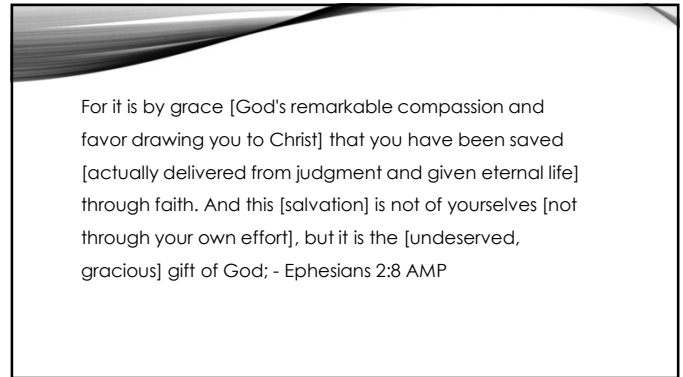 For it is by grace [God's remarkable compassion and
favor drawing you to Christ] that you have been saved
[actually delivered from judgment and given eternal life]
through faith. And this [salvation] is not of yourselves [not
through your own effort], but it is the [undeserved,
gracious] gift of God; - Ephesians 2:8 AMP